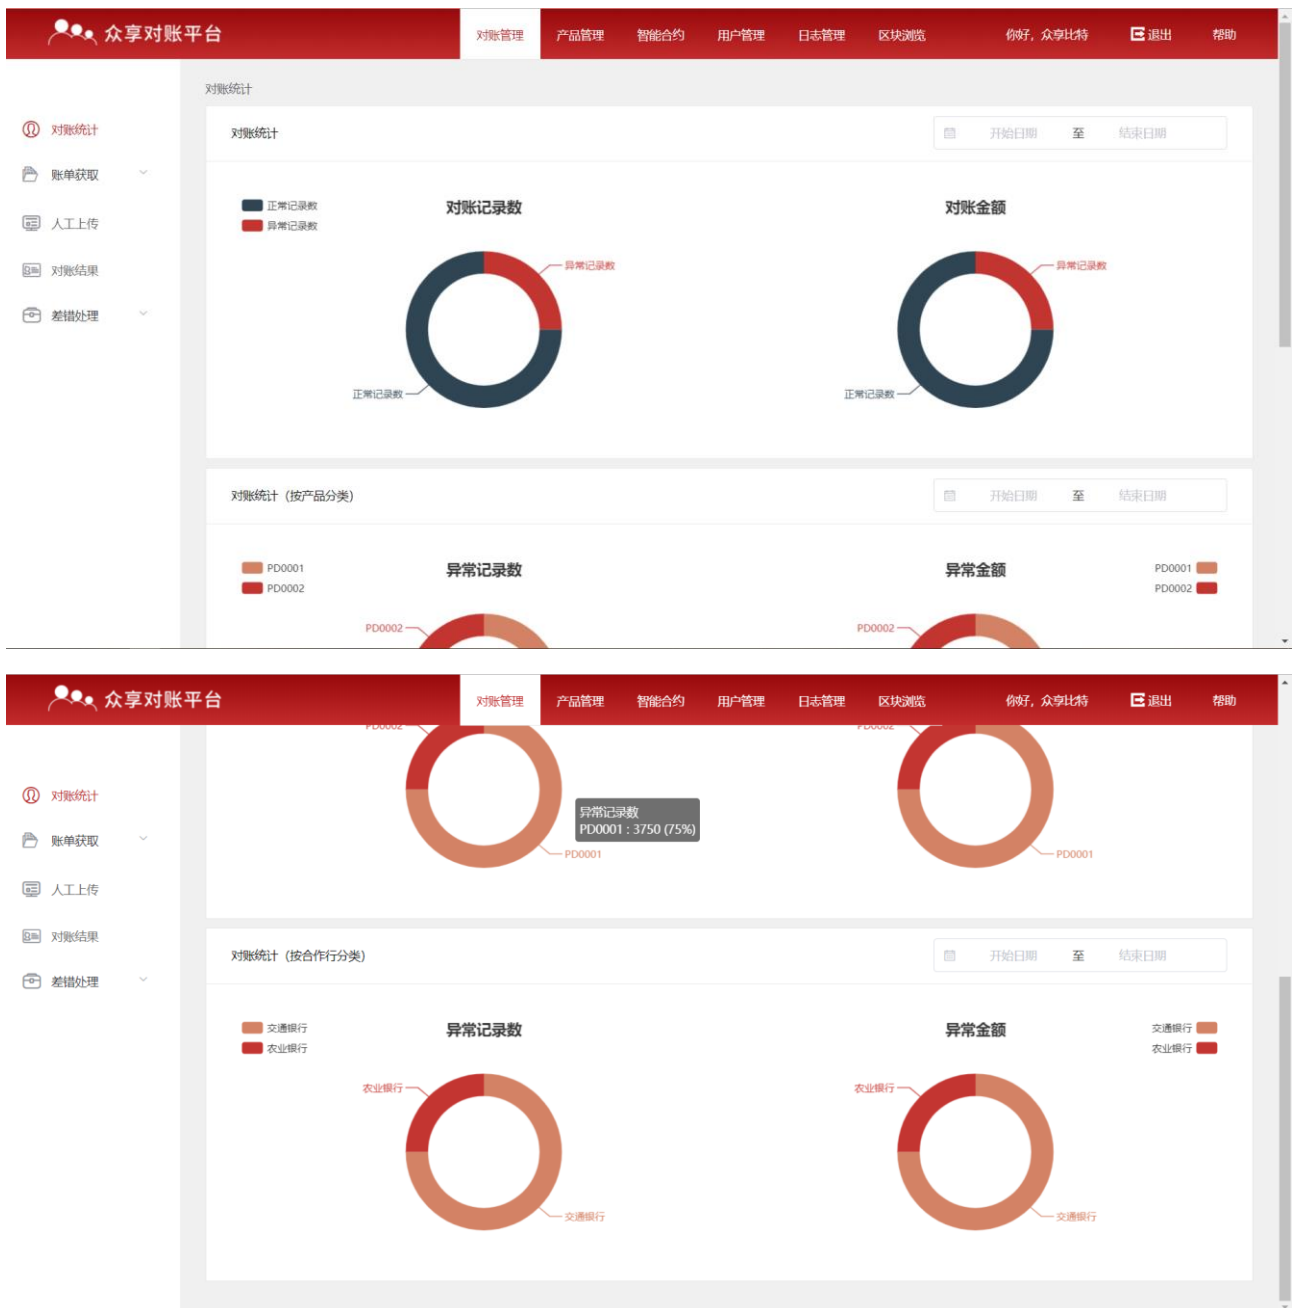 众享对账平台 对账管理 产品管理 智能合约 用户管理 日志管理 区块浏览 你好，众享比特 退出 帮助
对账统计
对账统计
账单获取
人工上传
对账结果
差错处理
对账统计 开始日期 至 结束日期
正常记录数
异常记录数
对账记录数 对账金额
异常记录数 异常记录数
正常记录数 正常记录数
对账统计（按产品分类） 开始日期 至 结束日期
PD0001
PD0002
异常记录数 异常金额
PD0001
PD0002
PD0002 PD0002
众享对账平台 对账管理 产品管理 智能合约 用户管理 日志管理 区块浏览 你好，众享比特 退出 帮助
PD0002 PD0002
对账统计
账单获取
人工上传
对账结果
差错处理
异常记录数
PD0001 : 3750 (75%)
PD0001 PD0001
对账统计（按合作行分类） 开始日期 至 结束日期
交通银行
农业银行
异常记录数 异常金额
交通银行
农业银行
农业银行 农业银行
交通银行 交通银行